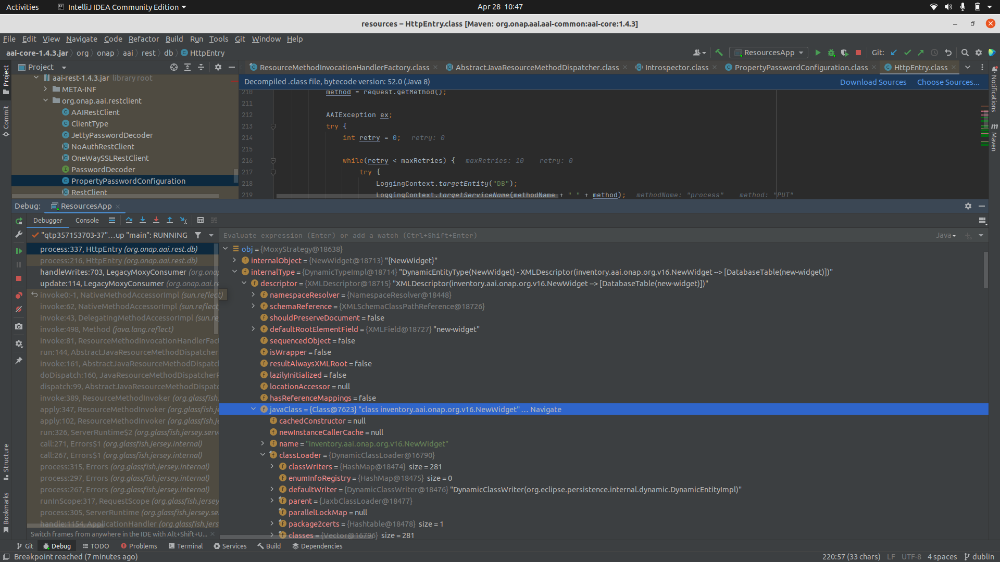 Activities
IntelliJ IDEA Community Edition
Apr 28 10:47
resources – HttpEntry.class [Maven: org.onap.aai.aai-common:aai-core:1.4.3]
File Edit View Navigate Code Refactor Build Run Tools Git Window Help
aai-core-1.4.3.jar org onap aai rest db HttpEntry
ResourcesApp
Git:
Project
ResourceMethodInvocationHandlerFactory.class
AbstractJavaResourceMethodDispatcher.class
Introspector.class
PropertyPasswordConfiguration.class
HttpEntry.class
Project
Commit
Structure
Bookmarks
Notifications
Maven
aai-rest-1.4.3.jar library root
META-INF
org.onap.aai.restclient
AAIRestClient
ClientType
JettyPasswordDecoder
NoAuthRestClient
OneWaySSLRestClient
PasswordDecoder
PropertyPasswordConfiguration
RestClient
Decompiled .class file, bytecode version: 52.0 (Java 8)
Download Sources
Choose Sources...
210 method = request.getMethod();
211
212 AAIException ex;
213 try {
214 int retry = 0; retry: 0
215
216 while(retry < maxRetries) { maxRetries: 10 retry: 0
217 try {
218 LoggingContext.targetEntity("DB");
219 LoggingContext.targetServiceName(methodName + " " + method); methodName: "process" method: "PUT"
Debug:
ResourcesApp
Debugger
Console
"qtp357153703-37"...up "main": RUNNING
Evaluate expression (Enter) or add a watch (Ctrl+Shift+Enter)
Java
process:337, HttpEntry (org.onap.aai.rest.db)
process:216, HttpEntry (org.onap.aai.rest.db)
handleWrites:703, LegacyMoxyConsumer (org.onap
update:114, LegacyMoxyConsumer (org.onap.aai.re
invoke0:-1, NativeMethodAccessorImpl (sun.reflect)
invoke:62, NativeMethodAccessorImpl (sun.reflect
invoke:43, DelegatingMethodAccessorImpl (sun.re
invoke:498, Method (java.lang.reflect)
invoke:81, ResourceMethodInvocationHandlerFact
run:144, AbstractJavaResourceMethodDispatcher
invoke:161, AbstractJavaResourceMethodDispatch
doDispatch:160, JavaResourceMethodDispatcherP
dispatch:99, AbstractJavaResourceMethodDispatc
invoke:389, ResourceMethodInvoker (org.glassfish
apply:347, ResourceMethodInvoker (org.glassfish.j
apply:102, ResourceMethodInvoker (org.glassfish.j
run:326, ServerRuntime$2 (org.glassfish.jersey.serv
call:271, Errors$1 (org.glassfish.jersey.internal)
call:267, Errors$1 (org.glassfish.jersey.internal)
process:315, Errors (org.glassfish.jersey.internal)
process:297, Errors (org.glassfish.jersey.internal)
process:267, Errors (org.glassfish.jersey.internal)
runInScope:317, RequestScope (org.glassfish.jersey
process:305, ServerRuntime (org.glassfish.jersey.se
handle:1154, ApplicationHandler (org.glassfish.jers
Switch frames from anywhere in the IDE with Alt+Shift+U...
obj = {MoxyStrategy@18638}
internalObject = {NewWidget@18713} "{NewWidget}"
internalType = {DynamicTypeImpl@18714} "DynamicEntityType(NewWidget) - XMLDescriptor(inventory.aai.onap.org.v16.NewWidget --> [DatabaseTable(new-widget)])"
descriptor = {XMLDescriptor@18715} "XMLDescriptor(inventory.aai.onap.org.v16.NewWidget --> [DatabaseTable(new-widget)])"
namespaceResolver = {NamespaceResolver@18448}
schemaReference = {XMLSchemaClassPathReference@18726}
shouldPreserveDocument = false
defaultRootElementField = {XMLField@18727} "new-widget"
sequencedObject = false
isWrapper = false
resultAlwaysXMLRoot = false
lazilyInitialized = false
locationAccessor = null
hasReferenceMappings = false
javaClass = {Class@7623} "class inventory.aai.onap.org.v16.NewWidget" ... Navigate
cachedConstructor = null
newInstanceCallerCache = null
name = "inventory.aai.onap.org.v16.NewWidget"
classLoader = {DynamicClassLoader@16790}
classWriters = {HashMap@18474} size = 281
enumInfoRegistry = {HashMap@18475} size = 0
defaultWriter = {DynamicClassWriter@18476} "DynamicClassWriter(org.eclipse.persistence.internal.dynamic.DynamicEntityImpl)"
parent = {JaxbClassLoader@18477}
parallelLockMap = null
package2certs = {Hashtable@18478} size = 1
classes = {Vector@16796} size = 281
Git Debug TODO Problems Terminal Services Build Dependencies
Breakpoint reached (7 minutes ago)
220:57 (33 chars) LF UTF-8 4 spaces dublin